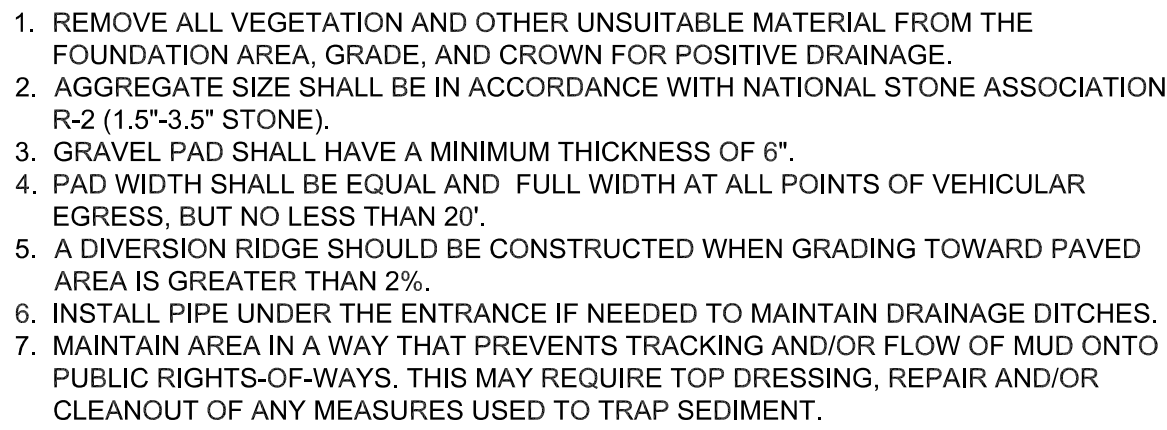 1. REMOVE ALL VEGETATION AND OTHER UNSUITABLE MATERIAL FROM THE
FOUNDATION AREA, GRADE, AND CROWN FOR POSITIVE DRAINAGE.
2. AGGREGATE SIZE SHALL BE IN ACCORDANCE WITH NATIONAL STONE ASSOCIATION
R-2 (1.5"-3.5" STONE).
3. GRAVEL PAD SHALL HAVE A MINIMUM THICKNESS OF 6".
4. PAD WIDTH SHALL BE EQUAL AND  FULL WIDTH AT ALL POINTS OF VEHICULAR
EGRESS, BUT NO LESS THAN 20'.
5. A DIVERSION RIDGE SHOULD BE CONSTRUCTED WHEN GRADING TOWARD PAVED
AREA IS GREATER THAN 2%.
6. INSTALL PIPE UNDER THE ENTRANCE IF NEEDED TO MAINTAIN DRAINAGE DITCHES.
7. MAINTAIN AREA IN A WAY THAT PREVENTS TRACKING AND/OR FLOW OF MUD ONTO
PUBLIC RIGHTS-OF-WAYS. THIS MAY REQUIRE TOP DRESSING, REPAIR AND/OR
CLEANOUT OF ANY MEASURES USED TO TRAP SEDIMENT.